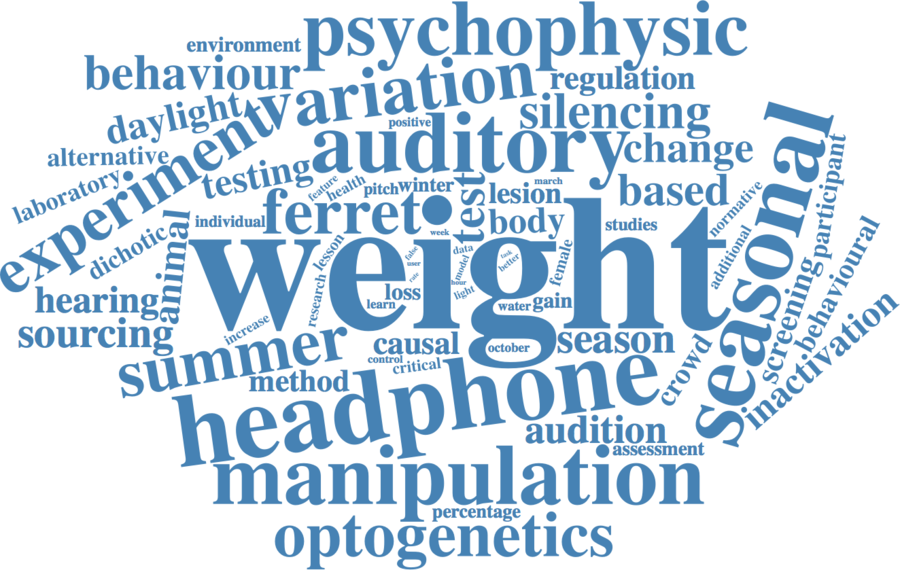 environment
psychophysic
behaviour
variation
regulation
daylight
positive
silencing
alternative
experiment
auditory
change
laboratory
testing
feature
health
pitch
winter
test
lesion
march
based
seasonal
participant
dichotic
animal
individual
ferret
week
body
studies
normative
additional
weight
lesson
research
false
user
rate
data
model
hour
light
task
better
female
hearing
learn
loss
water
gain
screening
behavioural
sourcing
increase
summer
causal
october
season
crowd
inactivation
control
critical
method
headphone
audition
assessment
manipulation
percentage
optogenetics